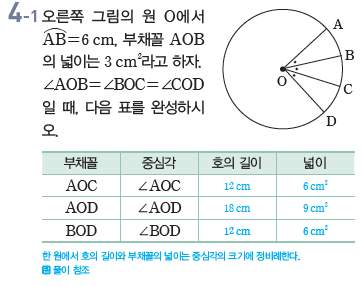 4-1 오른쪽 그림의 원 O에서
AB=6 cm, 부채꼴 AOB
의 넓이는 3 cm²라고 하자.
∠AOB=∠BOC=∠COD
일 때, 다음 표를 완성하시
오.
A
B
O
C
D
부채꼴 중심각 호의 길이 넓이
AOC ∠AOC 12 cm 6 cm²
AOD ∠AOD 18 cm 9 cm²
BOD ∠BOD 12 cm 6 cm²
한 원에서 호의 길이와 부채꼴의 넓이는 중심각의 크기에 정비례한다.
답 풀이 참조